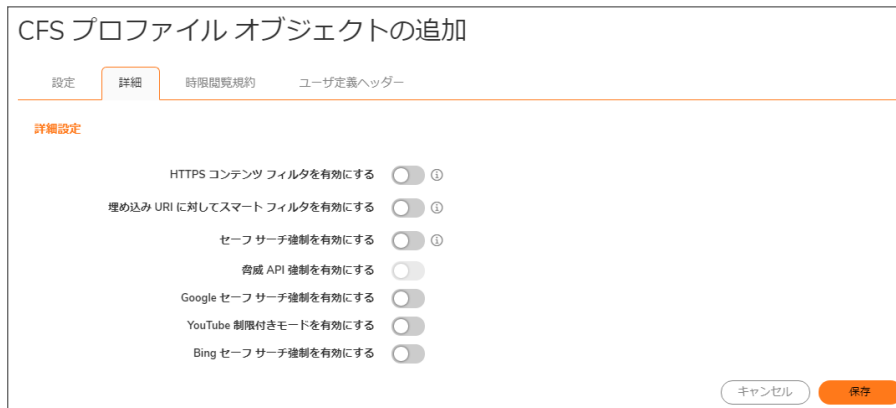 CFS プロファイル オブジェクトの追加
設定 詳細 時限閲覧規約 ユーザ定義ヘッダー
詳細設定
HTTPS コンテンツ フィルタを有効にする
埋め込み URI に対してスマート フィルタを有効にする
セーフ サーチ強制を有効にする
脅威 API 強制を有効にする
Google セーフ サーチ強制を有効にする
YouTube 制限付きモードを有効にする
Bing セーフ サーチ強制を有効にする
キャンセル 保存